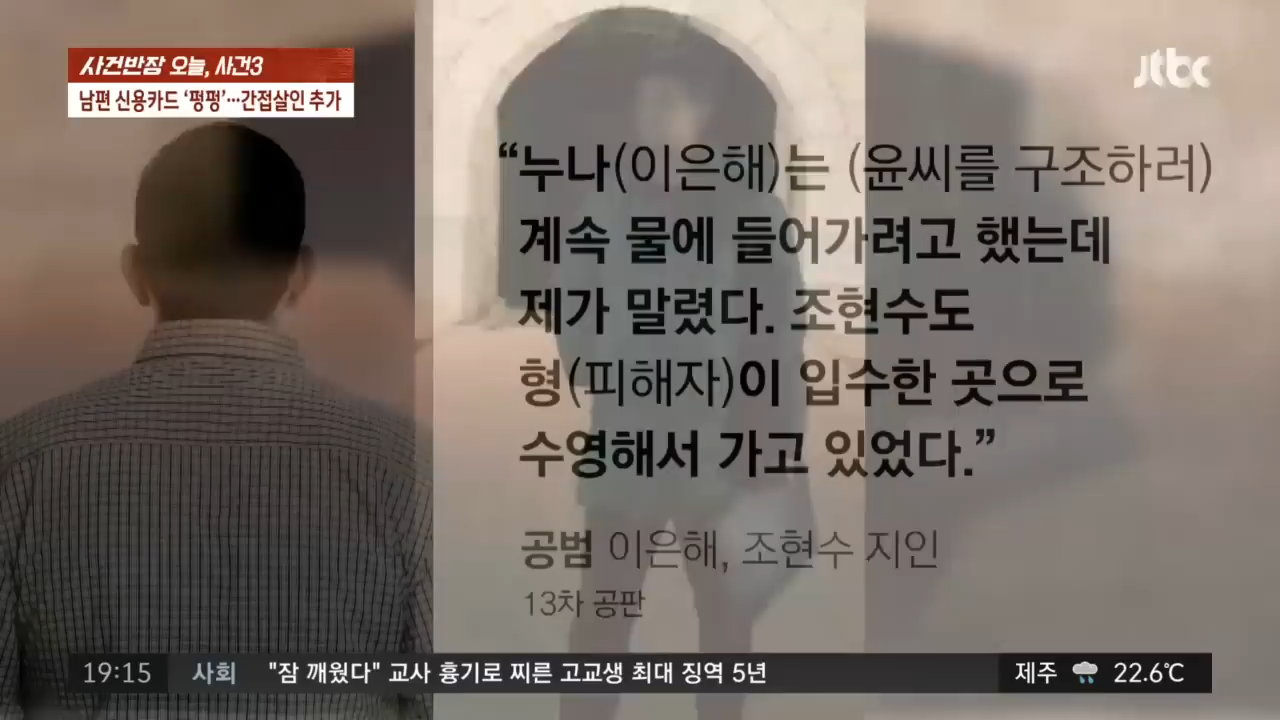 사건반장 오늘, 사건3
남편 신용카드 '펑펑'…간접살인 추가
jtbc
“누나(이은해)는 (윤씨를 구조하러)
계속 물에 들어가려고 했는데
제가 말렸다. 조현수도
형(피해자)이 입수한 곳으로
수영해서 가고 있었다.”
공범 이은해, 조현수 지인
13차 공판
19:15 사회 "잠 깨웠다" 교사 흉기로 찌른 고교생 최대 징역 5년 제주 22.6℃